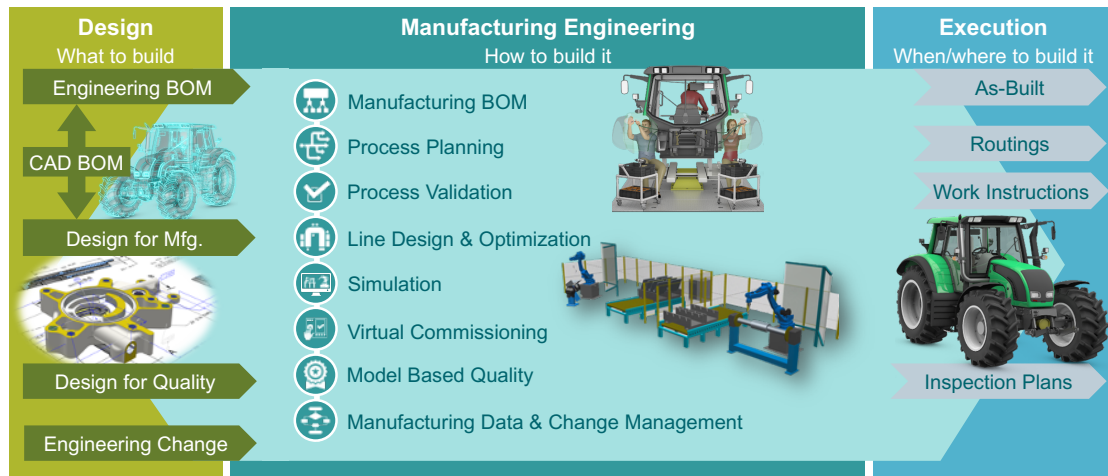 Design
What to build
Engineering BOM
CAD BOM
Design for Mfg.
Design for Quality
Engineering Change
Manufacturing Engineering
How to build it
Manufacturing BOM
Process Planning
Process Validation
Line Design & Optimization
Simulation
Virtual Commissioning
Model Based Quality
Manufacturing Data & Change Management
Execution
When/where to build it
As-Built
Routings
Work Instructions
Inspection Plans